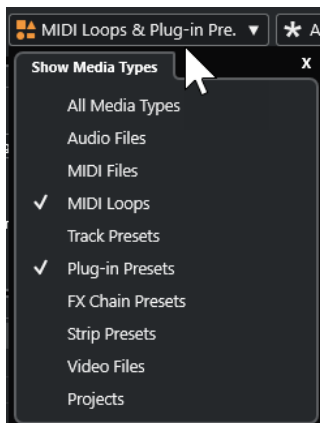 MIDI Loops & Plug-in Pre.
Show Media Types
X
All Media Types
Audio Files
MIDI Files
MIDI Loops
Track Presets
Plug-in Presets
FX Chain Presets
Strip Presets
Video Files
Projects